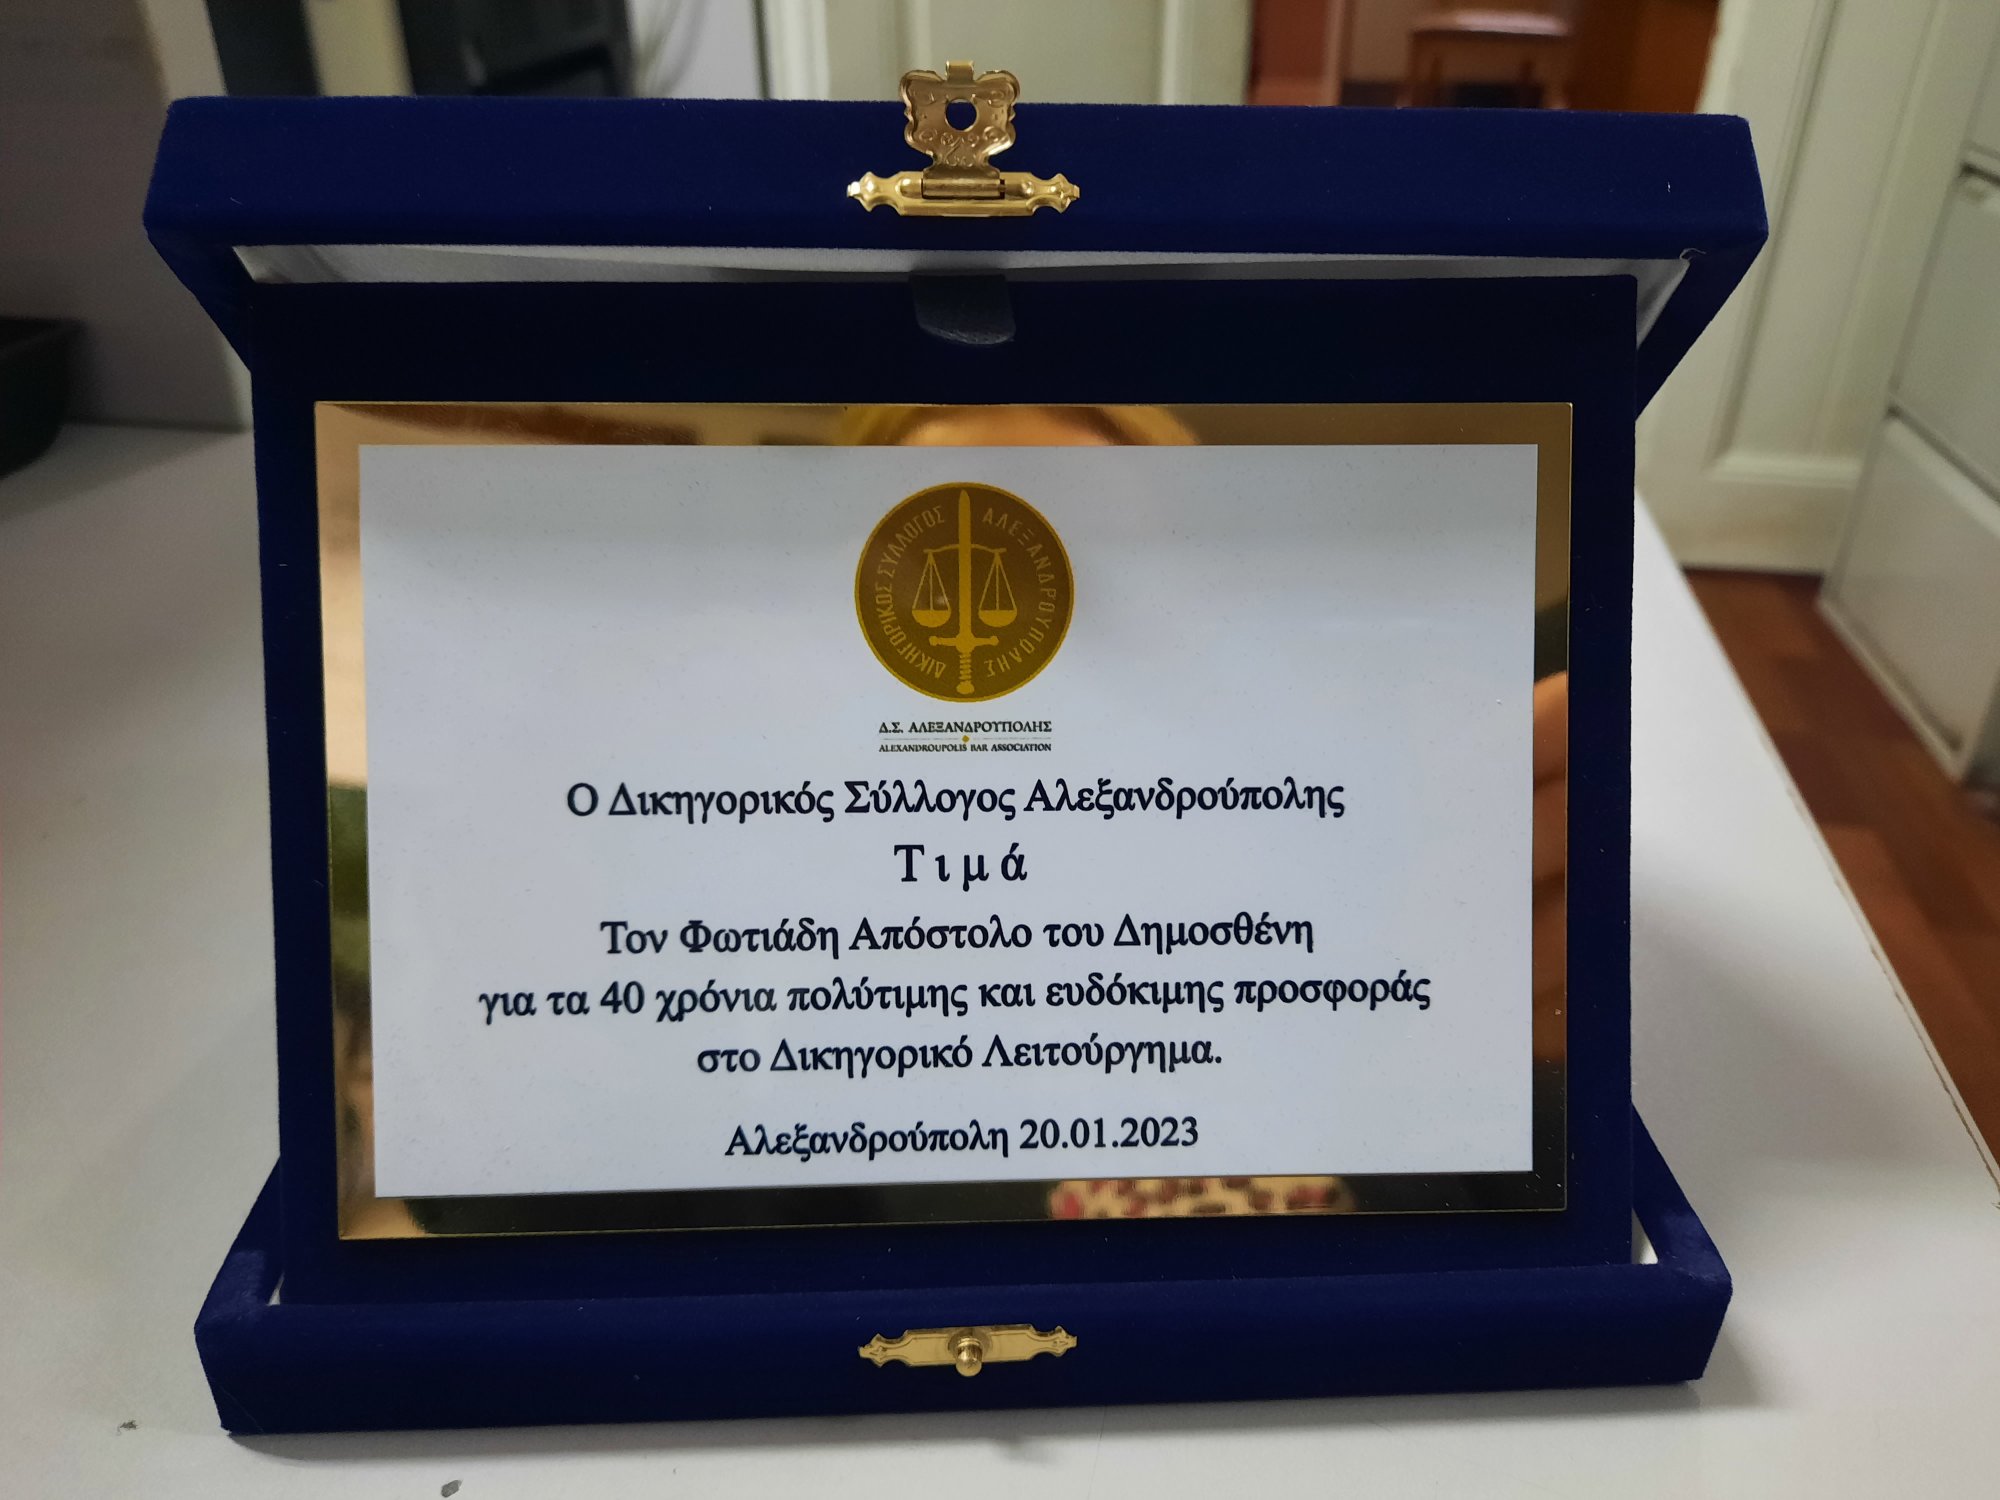 ΔΙΚΗΓΟΡΙΚΟΣ ΣΥΛΛΟΓΟΣ ΑΛΕΞΑΝΔΡΟΥΠΟΛΗΣ
Δ.Σ. ΑΛΕΞΑΝΔΡΟΥΠΟΛΗΣ
ALEXANDROUPOLIS BAR ASSOCIATION
Ο Δικηγορικός Σύλλογος Αλεξανδρούπολης
Τ ι μ ά
Τον Φωτιάδη Απόστολο του Δημοσθένη
για τα 40 χρόνια πολύτιμης και ευδόκιμης προσφοράς
στο Δικηγορικό Λειτούργημα.
Αλεξανδρούπολη 20.01.2023